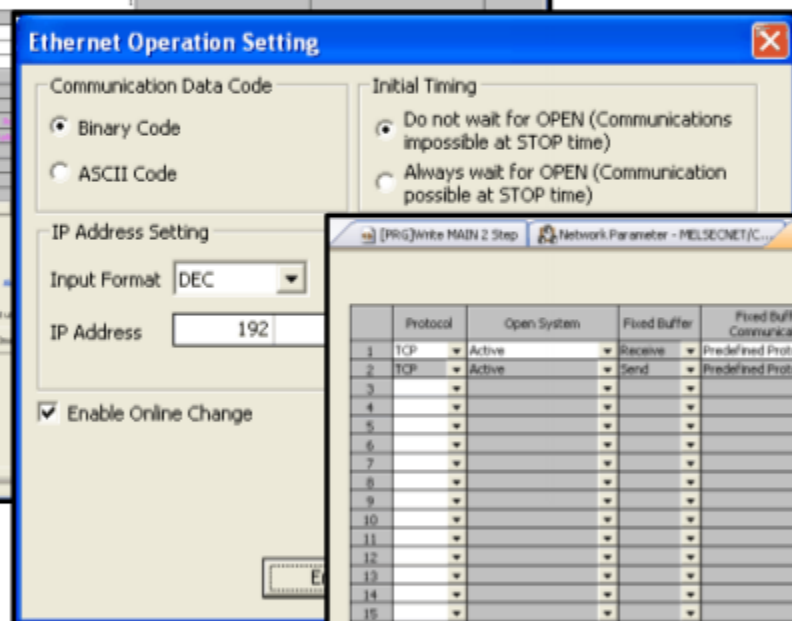 Ethernet Operation Setting
Communication Data Code
Binary Code
ASCII Code
Initial Timing
Do not wait for OPEN (Communications
impossible at STOP time)
Always wait for OPEN (Communication
possible at STOP time)
IP Address Setting
Input Format DEC
IP Address 192
Enable Online Change
[PRG]Write MAIN 2 Step Network Parameter - MELSECNET/C...
Protocol Open System Fixed Buffer Fixed Buff
Communica
1 TCP Active Receive Predefined Prot
2 TCP Active Send Predefined Prot
3
4
5
6
7
8
9
10
11
12
13
14
15